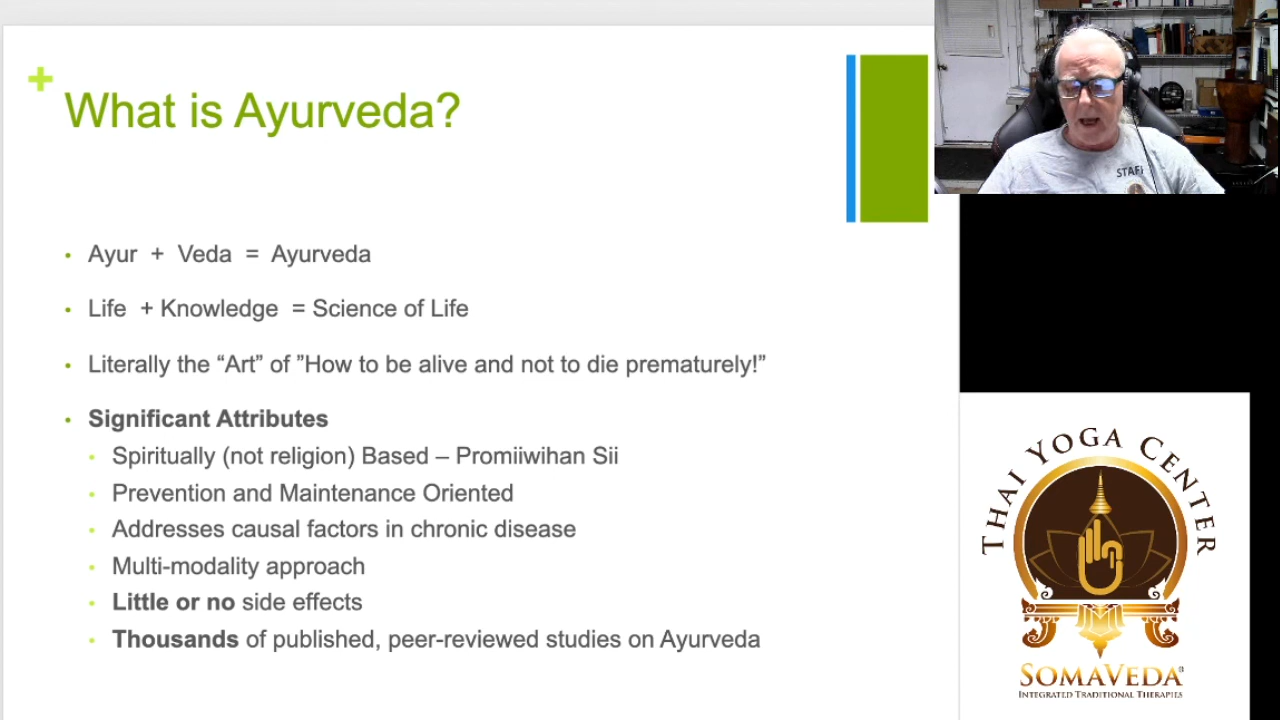 +
What is Ayurveda?
• Ayur + Veda = Ayurveda
• Life + Knowledge = Science of Life
• Literally the “Art” of ”How to be alive and not to die prematurely!”
• Significant Attributes
• Spiritually (not religion) Based – Promiiwihan Sii
• Prevention and Maintenance Oriented
• Addresses causal factors in chronic disease
• Multi-modality approach
• Little or no side effects
• Thousands of published, peer-reviewed studies on Ayurveda
STAFF
THAI YOGA CENTER
SOMAVEDA®
INTEGRATED TRADITIONAL THERAPIES